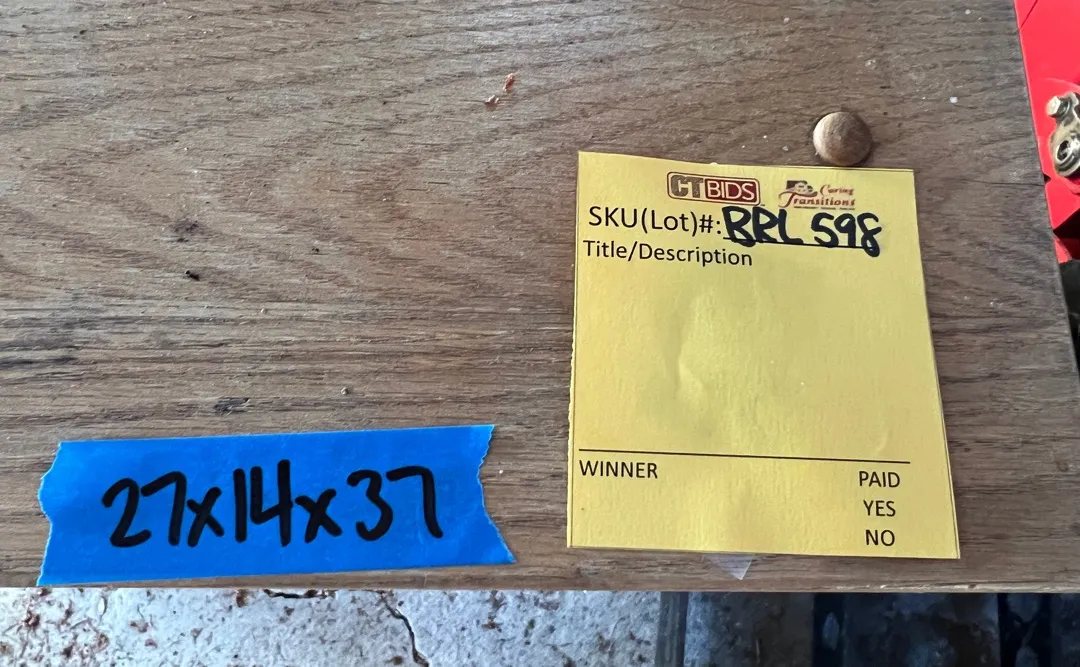 CTBIDS Caring Transitions
SKU(Lot)#: BRL 598
Title/Description
27x14x37
WINNER PAID
YES
NO